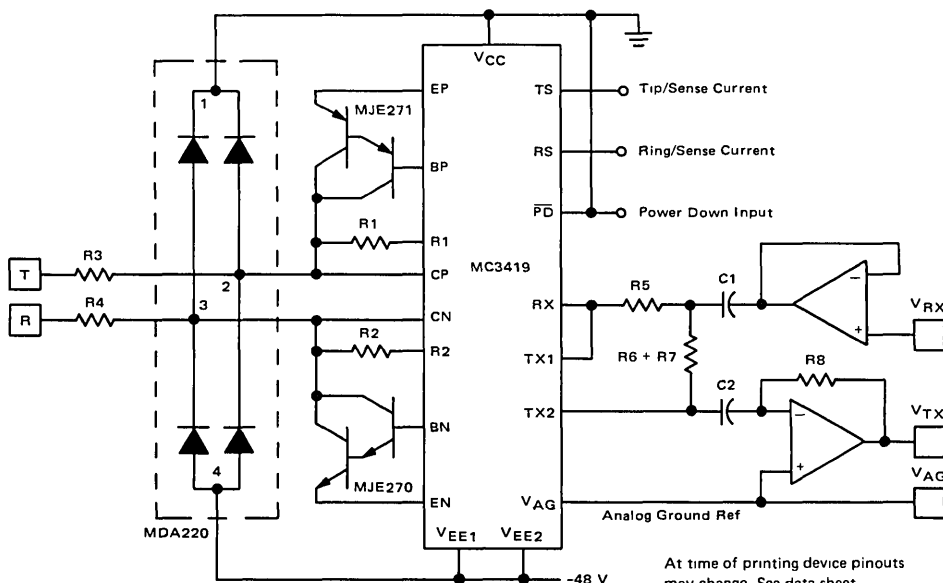 VCC
EP
TS
Tip/Sense Current
1
MJE271
BP
RS
Ring/Sense Current
R1
R1
PD
Power Down Input
T
R3
2
CP
MC3419
3
R
R4
CN
RX
R5
C1
VRX
R2
R2
TX1
R6 + R7
R8
TX2
C2
VTX
BN
4
MJE270
EN
VAG
Analog Ground Ref
VAG
MDA220
VEE1
VEE2
-48 V
At time of printing device pinouts
may change. See data sheet